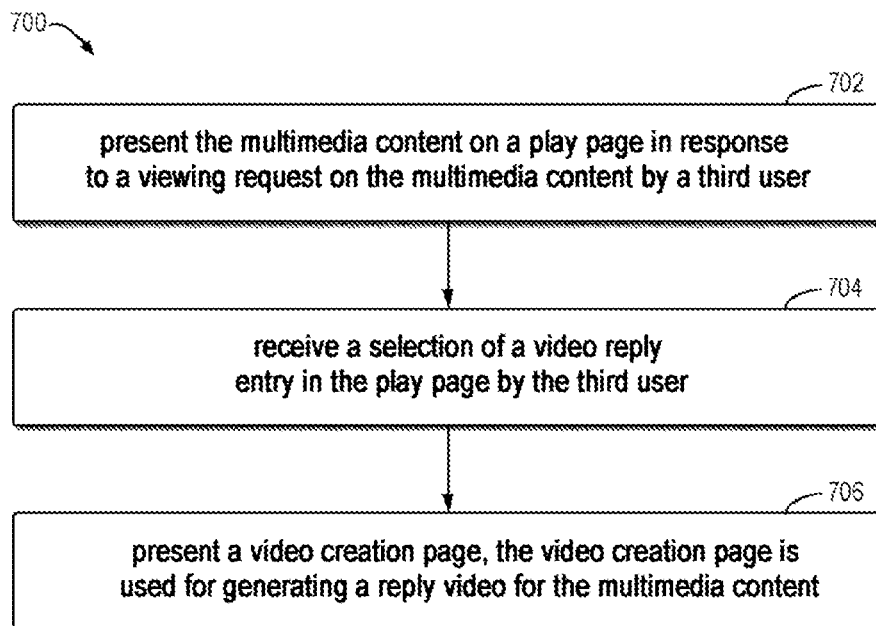 700
702
present the multimedia content on a play page in response
to a viewing request on the multimedia content by a third user
704
receive a selection of a video reply
entry in the play page by the third user
706
present a video creation page, the video creation page is
used for generating a reply video for the multimedia content